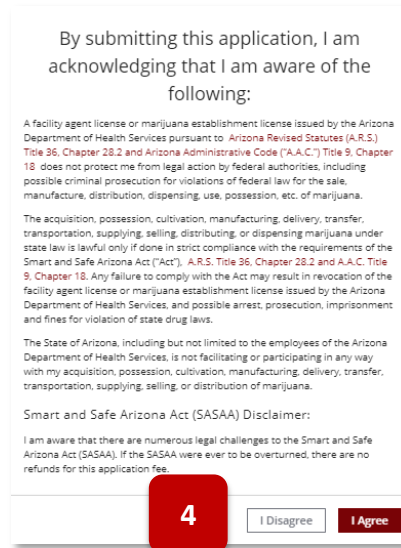 By submitting this application, I am
acknowledging that I am aware of the
following:
A facility agent license or marijuana establishment license issued by the Arizona
Department of Health Services pursuant to Arizona Revised Statutes (A.R.S.)
Title 36, Chapter 28.2 and Arizona Administrative Code ("A.A.C.") Title 9, Chapter
18 does not protect me from legal action by federal authorities, including
possible criminal prosecution for violations of federal law for the sale,
manufacture, distribution, dispensing, use, possession, etc. of marijuana.
The acquisition, possession, cultivation, manufacturing, delivery, transfer,
transportation, supplying, selling, distributing, or dispensing marijuana under
state law is lawful only if done in strict compliance with the requirements of the
Smart and Safe Arizona Act ("Act"), A.R.S. Title 36, Chapter 28.2 and A.A.C. Title
9, Chapter 18. Any failure to comply with the Act may result in revocation of the
facility agent license or marijuana establishment license issued by the Arizona
Department of Health Services, and possible arrest, prosecution, imprisonment
and fines for violation of state drug laws.
The State of Arizona, including but not limited to the employees of the Arizona
Department of Health Services, is not facilitating or participating in any way
with my acquisition, possession, cultivation, manufacturing, delivery, transfer,
transportation, supplying, selling, or distribution of marijuana.
Smart and Safe Arizona Act (SASAA) Disclaimer:
I am aware that there are numerous legal challenges to the Smart and Safe
Arizona Act (SASAA). If the SASAA were ever to be overturned, there are no
refunds for this application fee.
4
I Disagree
I Agree